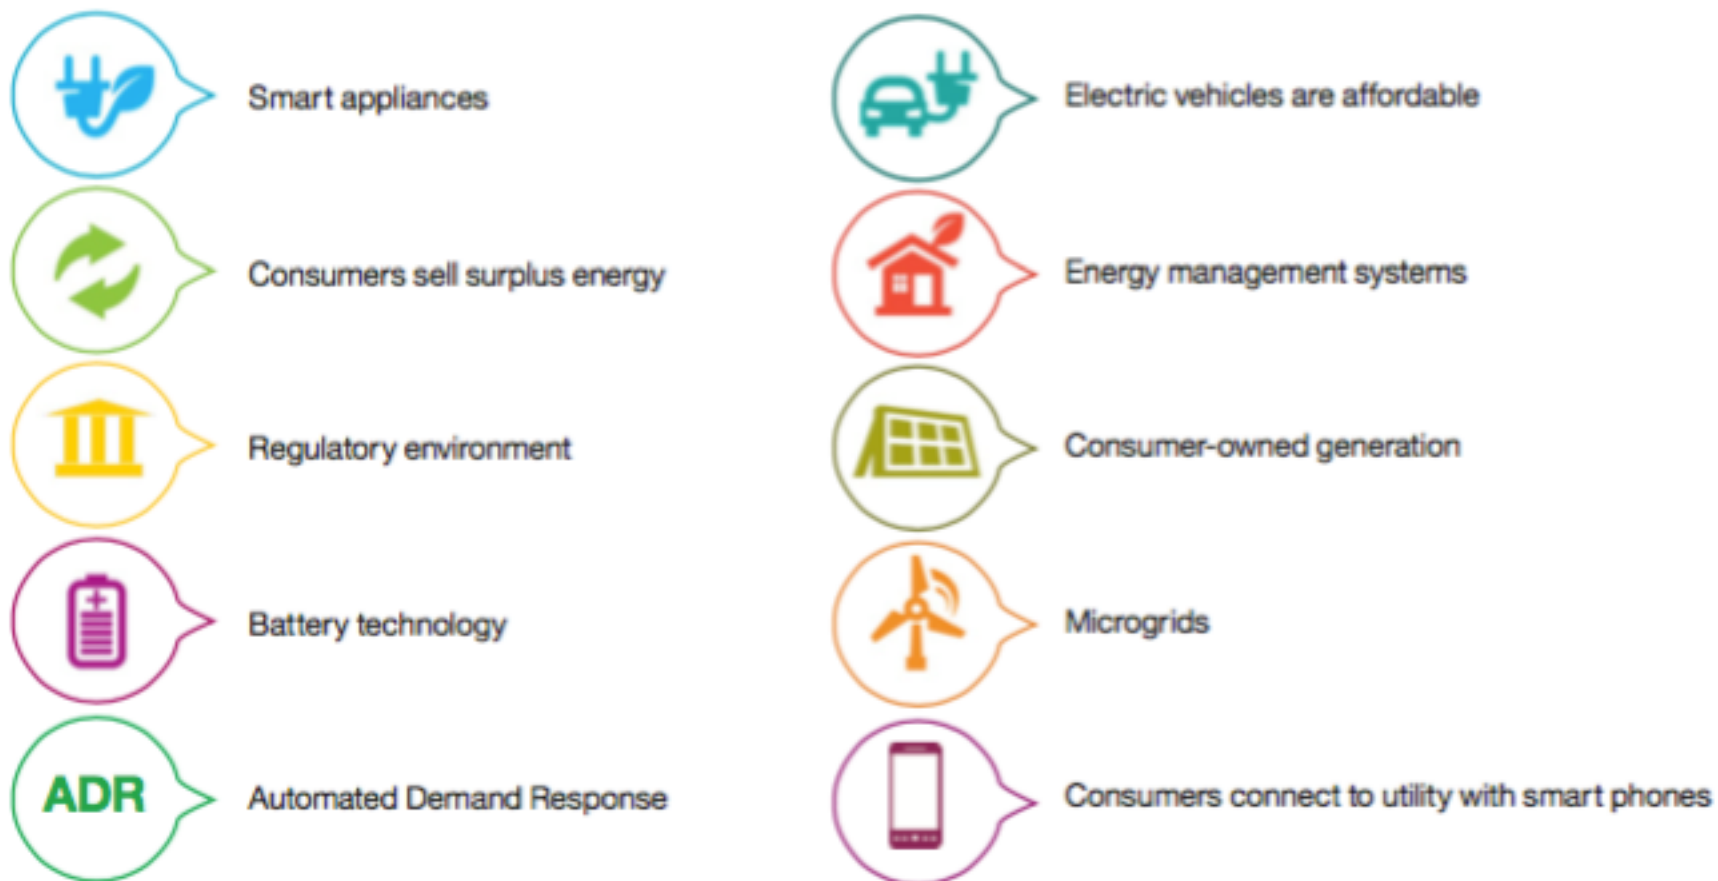 Smart appliances
Consumers sell surplus energy
Regulatory environment
Battery technology
ADR
Automated Demand Response
Electric vehicles are affordable
Energy management systems
Consumer-owned generation
Microgrids
Consumers connect to utility with smart phones